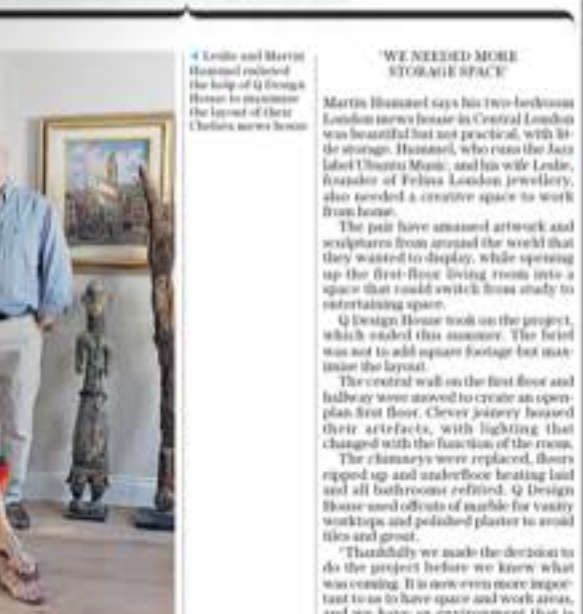 ◀ Leslie and Martin
Hummel enlisted
the help of Q Design
House to maximise
the layout of their
Chelsea mews house
'WE NEEDED MORE
STORAGE SPACE'
Martin Hummel says his two-bedroom
London mews house in Central London
was beautiful but not practical, with lit-
tle storage. Hummel, who runs the Jazz
label Ubuntu Music, and his wife Leslie,
founder of Felina London jewellery,
also needed a creative space to work
from home.
The pair have amassed artwork and
sculptures from around the world that
they wanted to display, while opening
up the first-floor living room into a
space that could switch from study to
entertaining space.
Q Design House took on the project,
which ended this summer. The brief
was not to add square footage but max-
imise the layout.
The central wall on the first floor and
hallway were moved to create an open-
plan first floor. Clever joinery housed
their artefacts, with lighting that
changed with the function of the room.
The chimneys were replaced, floors
ripped up and underfloor heating laid
and all bathrooms refitted. Q Design
House used offcuts of marble for vanity
worktops and polished plaster to avoid
tiles and grout.
"Thankfully we made the decision to
do the project before we knew what
was coming. It is now even more impor-
tant to us to have space and work areas,
and we have an environment that is